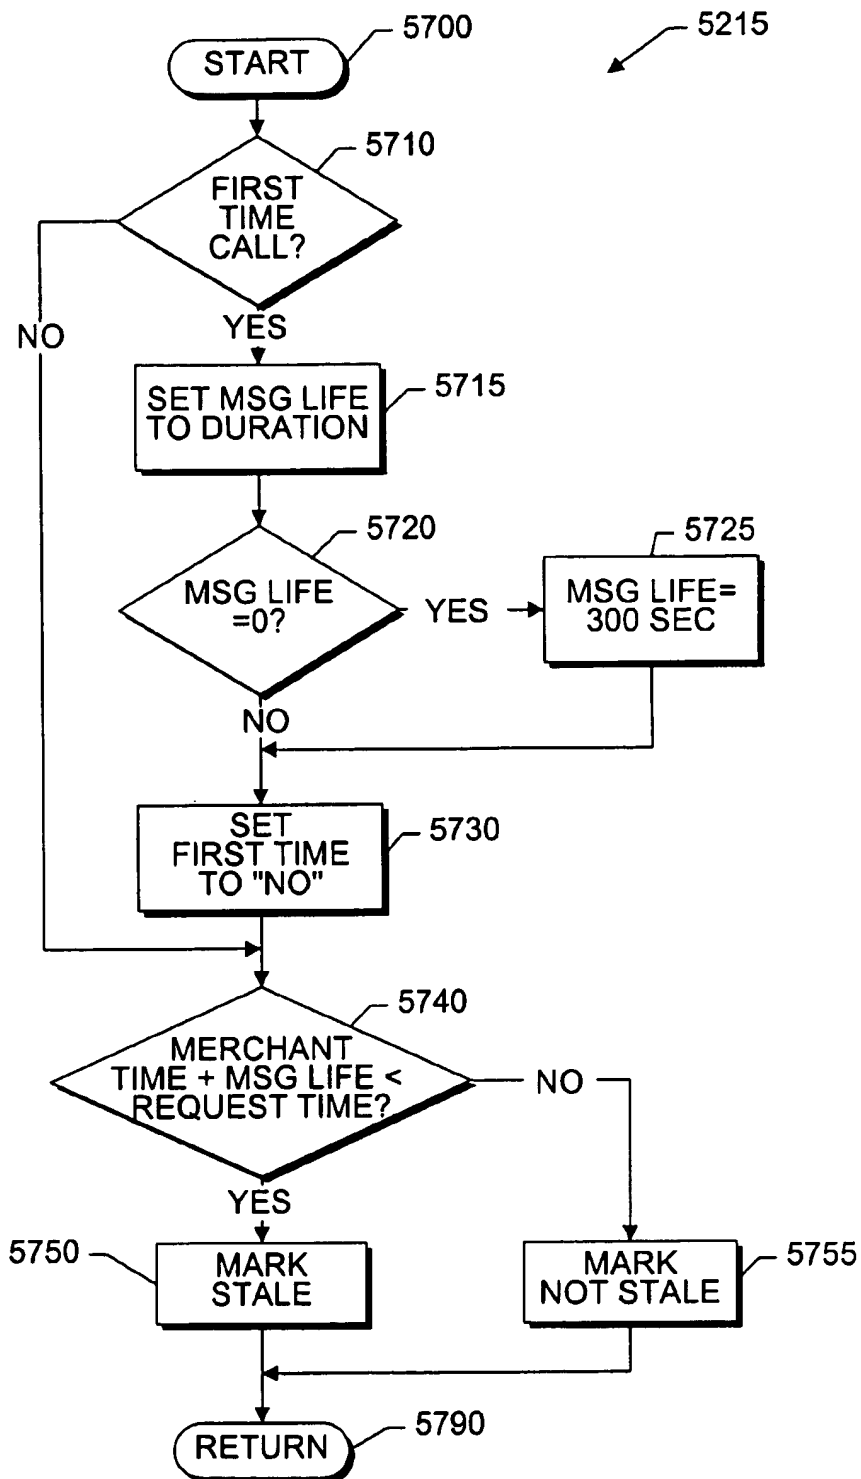 5700
5215
START
5710
FIRST
TIME
CALL?
NO
YES
5715
SET MSG LIFE
TO DURATION
5720
5725
MSG LIFE
=0?
YES
MSG LIFE=
300 SEC
NO
SET
FIRST TIME
TO "NO"
5730
5740
MERCHANT
TIME + MSG LIFE <
REQUEST TIME?
NO
YES
5750
MARK
STALE
MARK
NOT STALE
5755
RETURN
5790